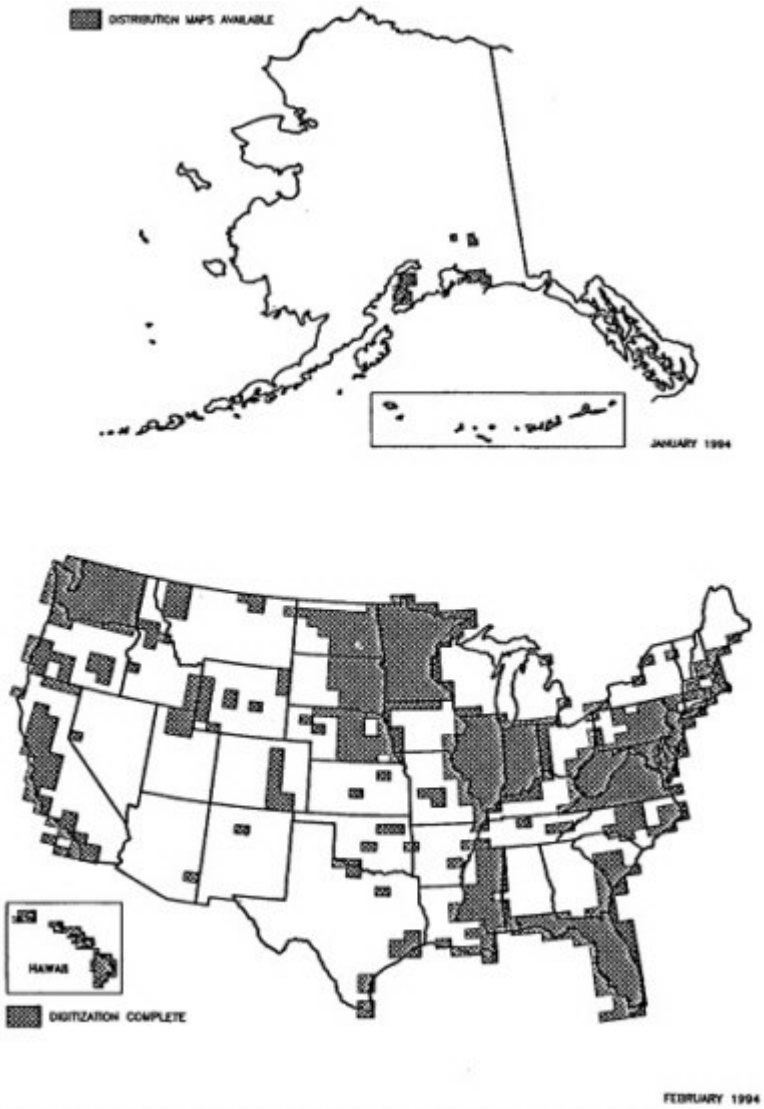 DISTRIBUTION MAPS AVAILABLE
JANUARY 1994
HAWAII
DIGITIZATION COMPLETE
FEBRUARY 1994